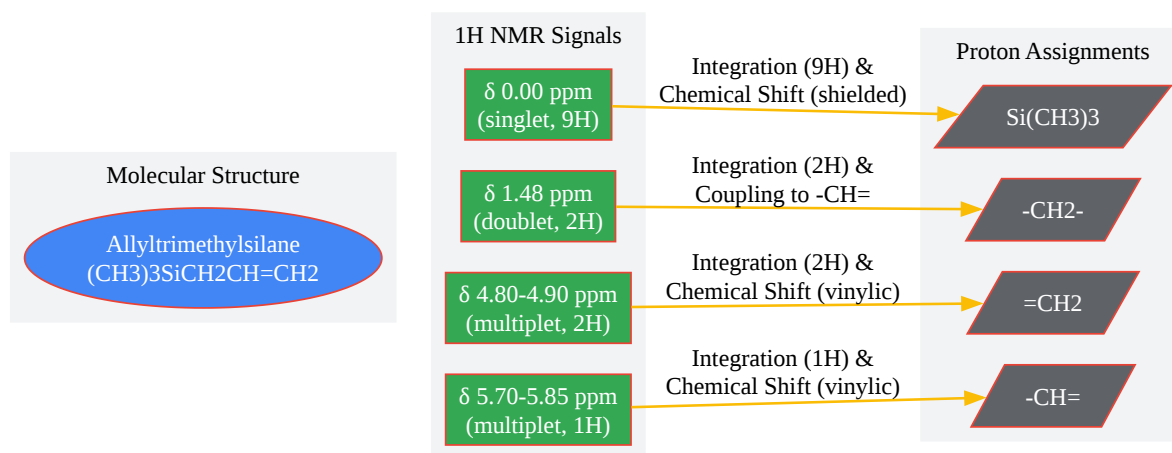 Molecular Structure
Allyltrimethylsilane
(CH3)3SiCH2CH=CH2
1H NMR Signals
δ 0.00 ppm
(singlet, 9H)
δ 1.48 ppm
(doublet, 2H)
δ 4.80-4.90 ppm
(multiplet, 2H)
δ 5.70-5.85 ppm
(multiplet, 1H)
Integration (9H) &
Chemical Shift (shielded)
Integration (2H) &
Coupling to -CH=
Integration (2H) &
Chemical Shift (vinylic)
Integration (1H) &
Chemical Shift (vinylic)
Proton Assignments
Si(CH3)3
-CH2-
=CH2
-CH=